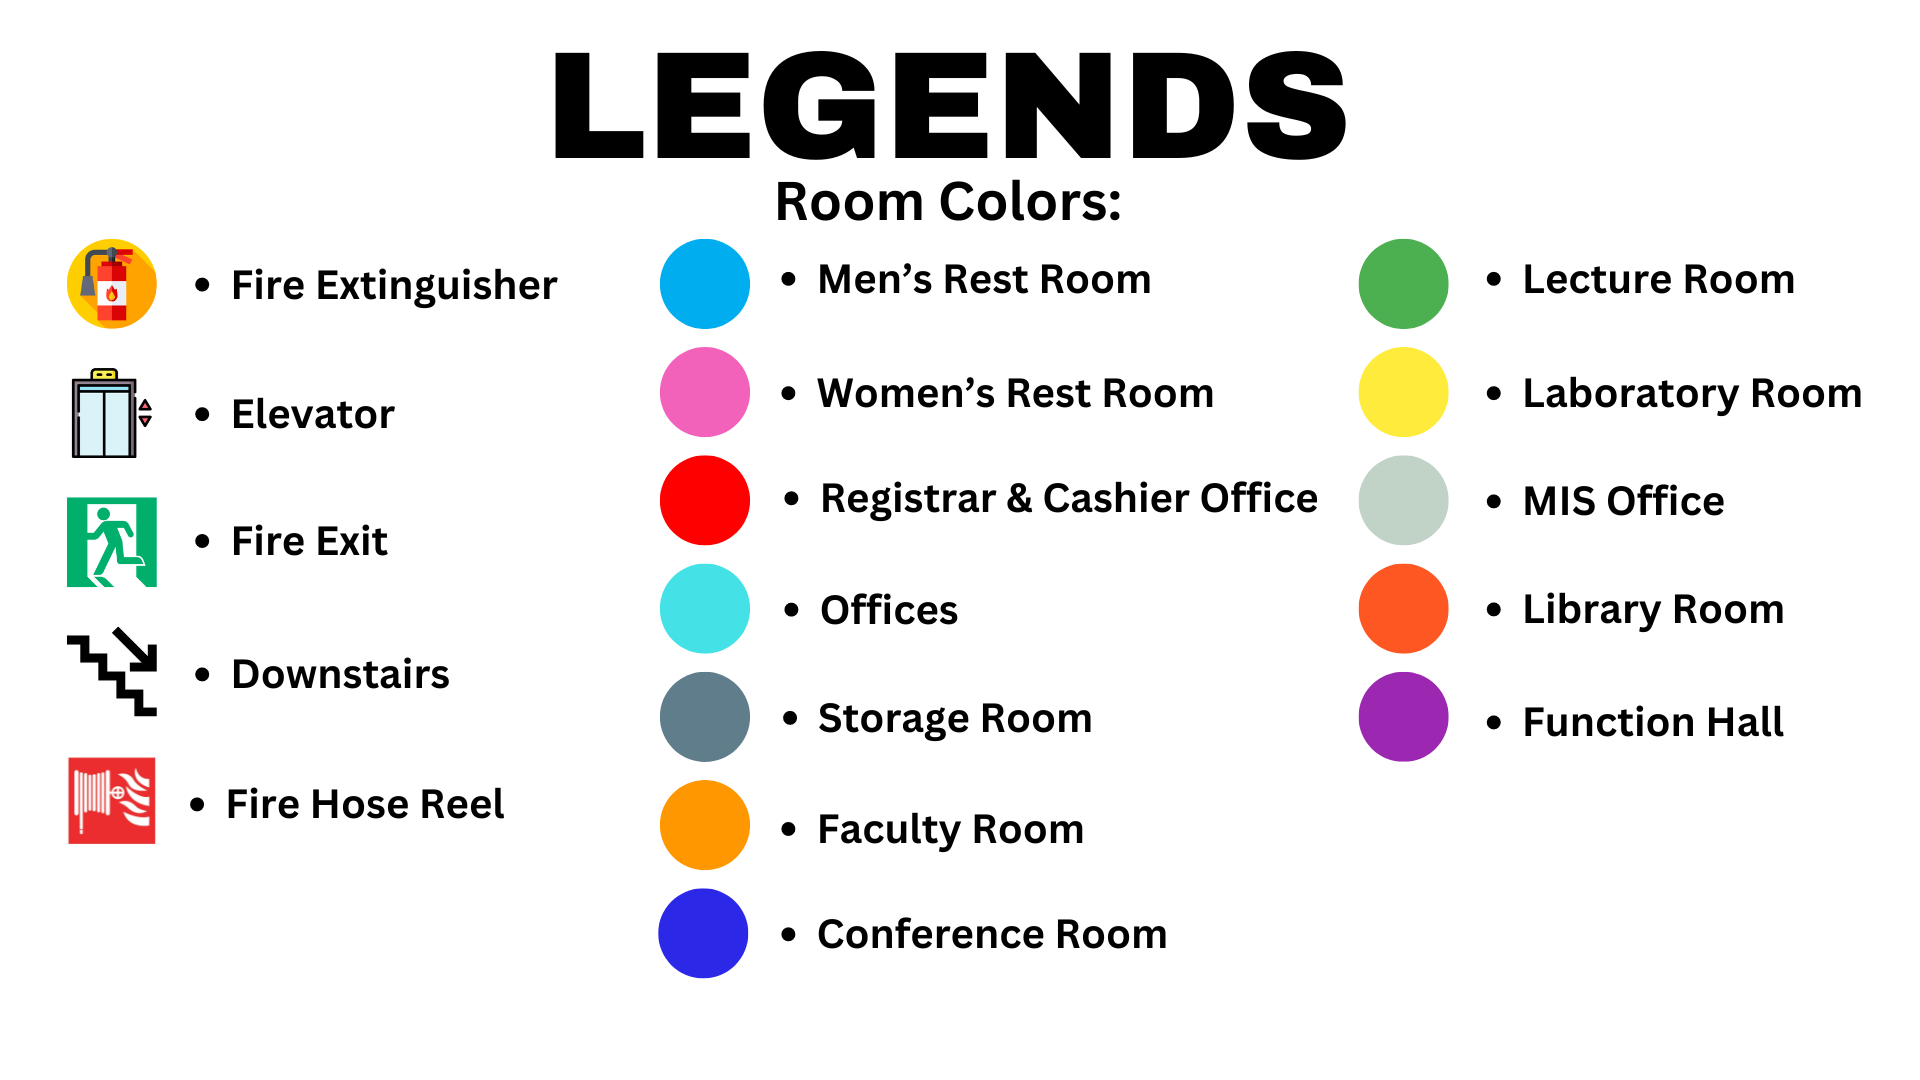 LEGENDS
Room Colors:
• Fire Extinguisher
• Elevator
• Fire Exit
• Downstairs
• Fire Hose Reel
• Men’s Rest Room
• Women’s Rest Room
• Registrar & Cashier Office
• Offices
• Storage Room
• Faculty Room
• Conference Room
• Lecture Room
• Laboratory Room
• MIS Office
• Library Room
• Function Hall